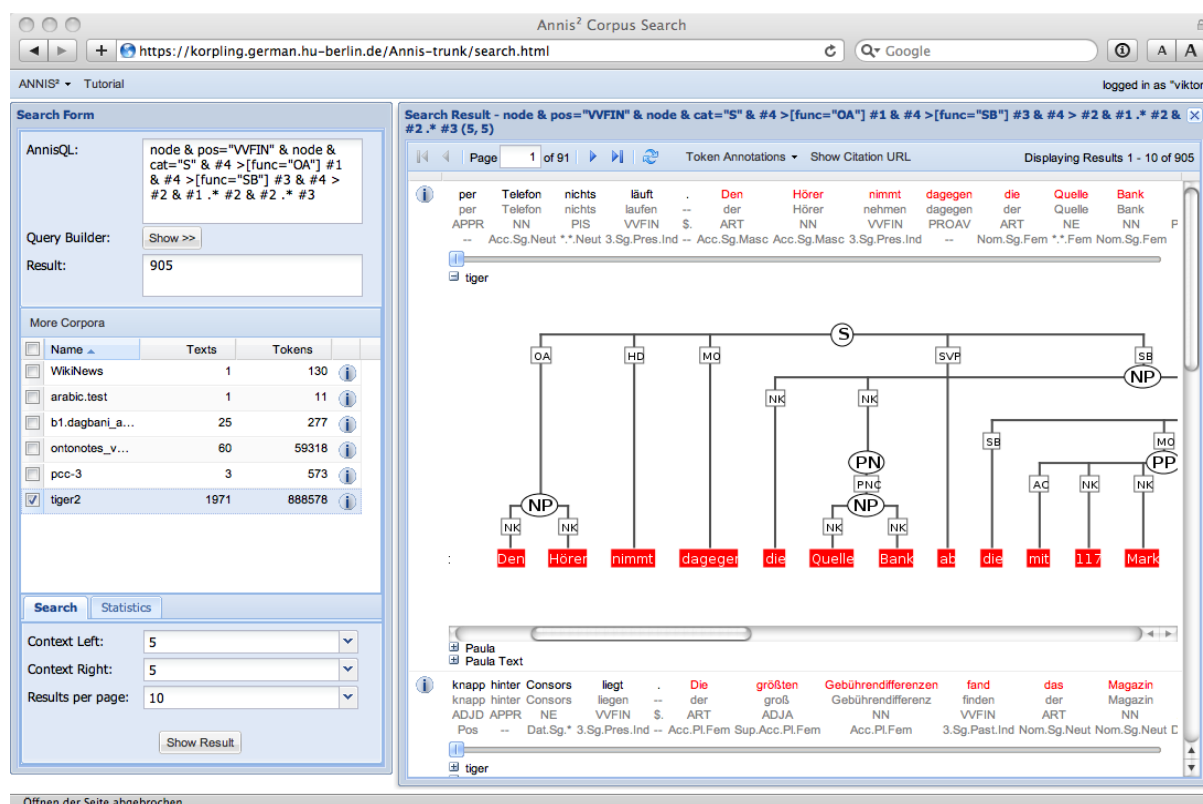 Annis² Corpus Search
https://korpling.german.hu-berlin.de/Annis-trunk/search.html
Google
A A
ANNIS² Tutorial
logged in as "viktor
Search Form
AnnisQL:
node & pos="VVFIN" & node &
cat="S" & #4 >[func="OA"] #1
& #4 >[func="SB"] #3 & #4 >
#2 & #1 .* #2 & #2 .* #3
Query Builder:
Show >>
Result:
905
More Corpora
Name Texts Tokens
WikiNews 1 130
arabic.test 1 11
b1.dagbani_a... 25 277
ontonotes_v... 60 59318
pcc-3 3 573
tiger2 1971 888578
Search Statistics
Context Left: 5
Context Right: 5
Results per page: 10
Show Result
Search Result - node & pos="VVFIN" & node & cat="S" & #4 >[func="OA"] #1 & #4 >[func="SB"] #3 & #4 > #2 & #1 .* #2 &
#2 .* #3 (5, 5)
Page 1 of 91 Token Annotations Show Citation URL Displaying Results 1 - 10 of 905
per Telefon nichts läuft . Den Hörer nimmt dagegen die Quelle Bank
per Telefon nichts laufen -- der Hörer nehmen dagegen der Quelle Bank
APPR NN PIS VVFIN $. ART NN VVFIN PROAV ART NE NN P
-- Acc.Sg.Neut *.*.Neut 3.Sg.Pres.Ind -- Acc.Sg.Masc Acc.Sg.Masc 3.Sg.Pres.Ind -- Nom.Sg.Fem *.*.Fem Nom.Sg.Fem
tiger
S
OA HD MO SVP SB
NP
NK NK
SB MO
PN PP
PNC AC NK NK
NP NP
NK NK NK NK
: Den Hörer nimmt dagegen die Quelle Bank ab die mit 117 Mark
Paula
Paula Text
knapp hinter Consors liegt . Die größten Gebührendifferenzen fand das Magazin
knapp hinter Consors liegen -- der groß Gebührendifferenz finden der Magazin
ADJD APPR NE VVFIN $. ART ADJA NN VVFIN ART NN
Pos -- Dat.Sg.* 3.Sg.Pres.Ind -- Acc.Pl.Fem Sup.Acc.Pl.Fem Acc.Pl.Fem 3.Sg.Past.Ind Nom.Sg.Neut Nom.Sg.Neut D
tiger
Öffnen der Seite abgebrochen